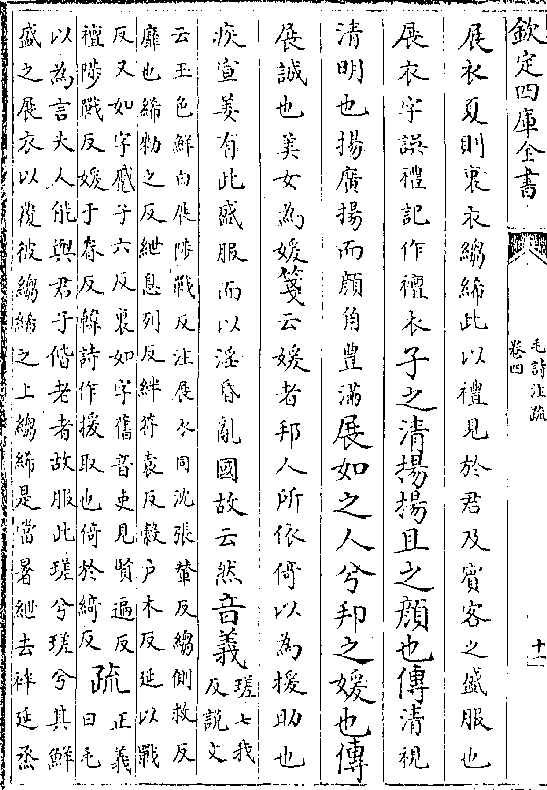 欽定四庫全書
毛詩注疏
卷四
十一
展衣夏則裏衣縐絺此以禮見於君及賓客之盛服也
展衣字誤禮記作襢衣子之清揚揚且之顔也傳清視
清明也揚廣揚而顔角豐滿展如之人兮邦之媛也傳
展誠也美女為媛箋云媛者邦人所依倚以為援助也
疾宣姜有此盛服而以淫昏亂國故云然音義瑳七我
反說文
云玉色鮮白展陟戰反注展衣同沈張輦反縐側救反
靡也絺勑之反紲息列反絆符袁反縠戶木反延以戰
反又如字蹙子六反裏如字舊音吏見賢遍反
襢陟戰反媛于眷反韓詩作援取也倚於綺反疏正義
曰毛
以為言夫人能與君子偕老者故服此瑳兮瑳兮其鮮
盛之展衣以覆彼縐絺之上縐絺是當暑紲去袢延烝